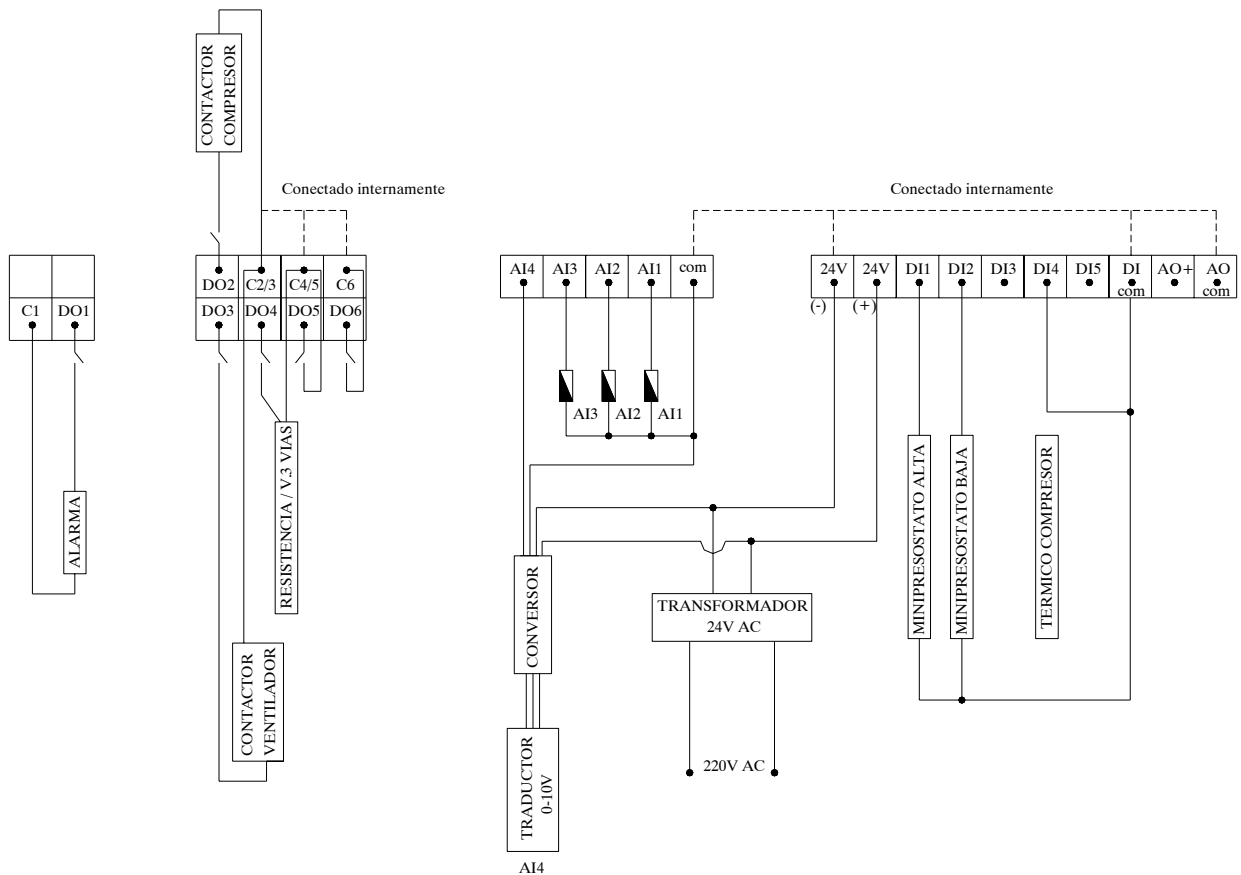 CONTACTOR
COMPRESOR
Conectado internamente
Conectado internamente
DO2
C2/3
C4/5
C6
AI4
AI3
AI2
AI1
com
24V
24V
DI1
DI2
DI3
DI4
DI5
DI
com
AO+
AO
com
C1
DO1
DO3
DO4
DO5
DO6
(-)
(+)
AI3
AI2
AI1
ALARMA
RESISTENCIA / V.3 VIAS
MINIPRESOSTATO ALTA
MINIPRESOSTATO BAJA
TERMICO COMPRESOR
CONVERSOR
TRANSFORMADOR
24V AC
CONTACTOR
VENTILADOR
TRADUCTOR
0-10V
220V AC
AI4